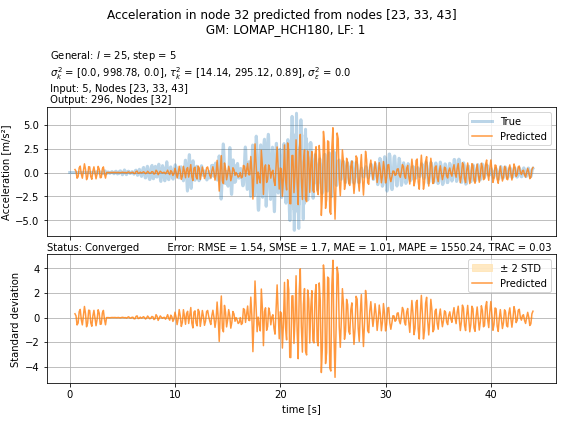 Acceleration in node 32 predicted from nodes [23, 33, 43]
GM: LOMAP_HCH180, LF: 1
General: l = 25, step = 5
σ²ₖ = [0.0, 998.78, 0.0], τ²ₖ = [14.14, 295.12, 0.89], σ²ε = 0.0
Input: 5, Nodes [23, 33, 43]
Output: 296, Nodes [32]
Acceleration [m/s²]
5.0
2.5
0.0
−2.5
−5.0
True
Predicted
Status: Converged Error: RMSE = 1.54, SMSE = 1.7, MAE = 1.01, MAPE = 1550.24, TRAC = 0.03
Standard deviation
4
2
0
−2
−4
± 2 STD
Predicted
0 10 20 30 40
time [s]